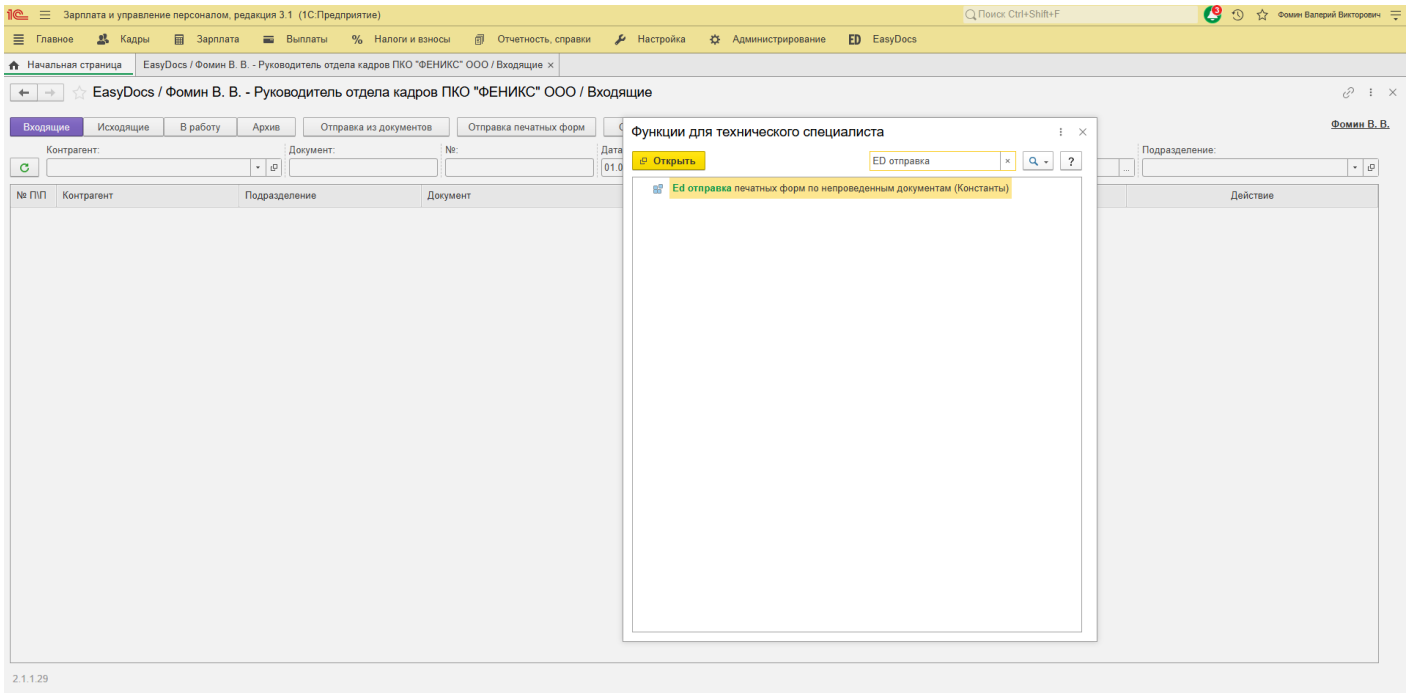 Зарплата и управление персоналом, редакция 3.1 (1С:Предприятие)
Поиск Ctrl+Shift+F
3
Фомин Валерий Викторович
Главное
Кадры
Зарплата
Выплаты
% Налоги и взносы
Отчетность, справки
Настройка
Администрирование
ED EasyDocs
Начальная страница
EasyDocs / Фомин В. В. - Руководитель отдела кадров ПКО "ФЕНИКС" ООО / Входящие ×
EasyDocs / Фомин В. В. - Руководитель отдела кадров ПКО "ФЕНИКС" ООО / Входящие
Входящие
Исходящие
В работу
Архив
Отправка из документов
Отправка печатных форм
Фомин В. В.
Контрагент:
Документ:
№:
Дата
Подразделение:
01.0
...
№ П\П
Контрагент
Подразделение
Документ
Действие
Функции для технического специалиста
Открыть
ED отправка
?
Ed отправка печатных форм по непроведенным документам (Константы)
2.1.1.29